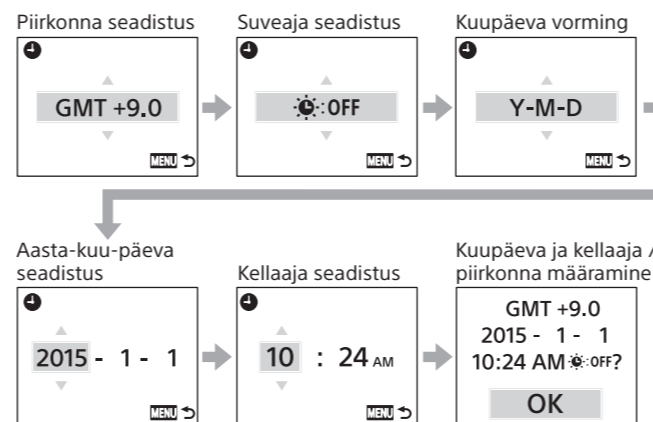 Piirkonna seadistus
GMT +9.0
MENU
Suveaja seadistus
:OFF
MENU
Kuupäeva vorming
Y-M-D
MENU
Aasta-kuu-päeva
seadistus
2015 - 1 - 1
MENU
Kellaaja seadistus
10 : 24 AM
MENU
Kuupäeva ja kellaaja /
piirkonna määramine
GMT +9.0
2015 - 1 - 1
10:24 AM :OFF?
OK